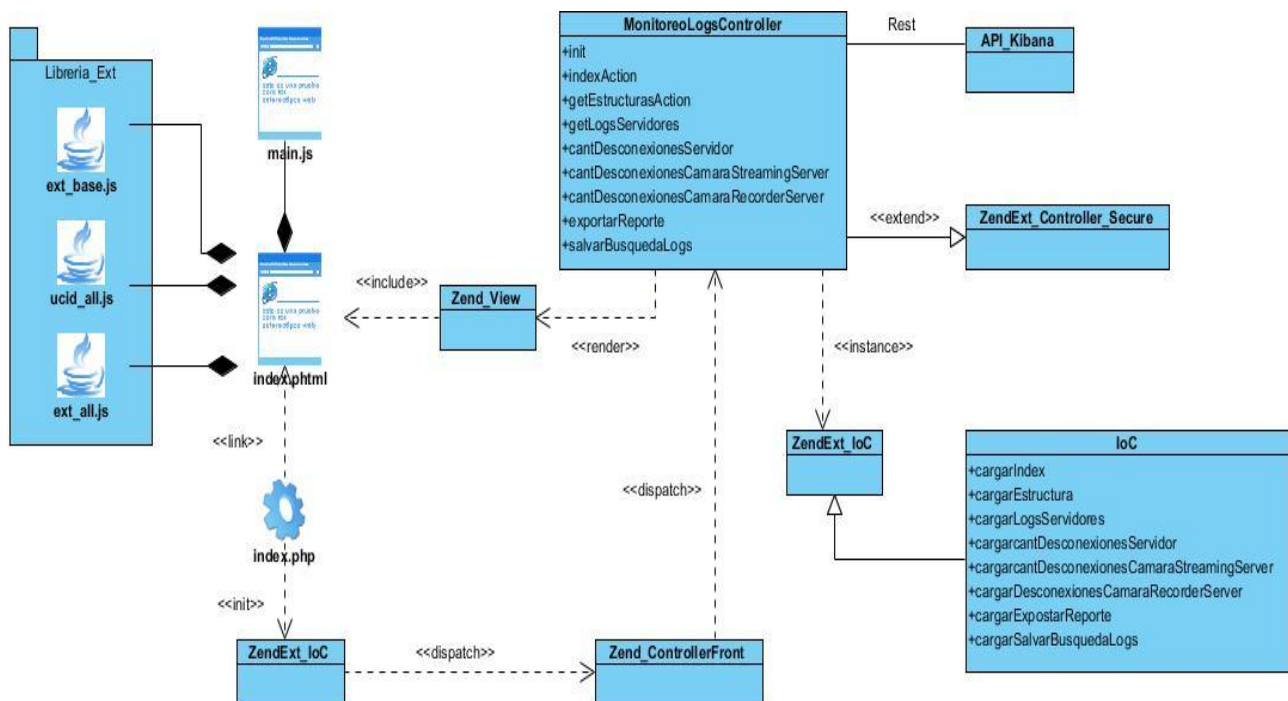 Libreria_Ext
ext_base.js
ucid_all.js
ext_all.js
main.js
index.phtml
<<include>>
Zend_View
<<render>>
<<link>>
index.php
<<init>>
ZendExt_IoC
<<dispatch>>
Zend_ControllerFront
<<dispatch>>
MonitoreoLogsController
+init
+indexAction
+getEstructurasAction
+getLogsServidores
+cantDesconexionesServidor
+cantDesconexionesCamaraStreamingServer
+cantDesconexionesCamaraRecorderServer
+exportarReporte
+salvarBusquedaLogs
Rest
API_Kibana
<<extend>>
ZendExt_Controller_Secure
<<instance>>
ZendExt_IoC
IoC
+cargarIndex
+cargarEstructura
+cargarLogsServidores
+cargarcantDesconexionesServidor
+cargarcantDesconexionesCamaraStreamingServer
+cargarDesconexionesCamaraRecorderServer
+cargarExpostarReporte
+cargarSalvarBusquedaLogs